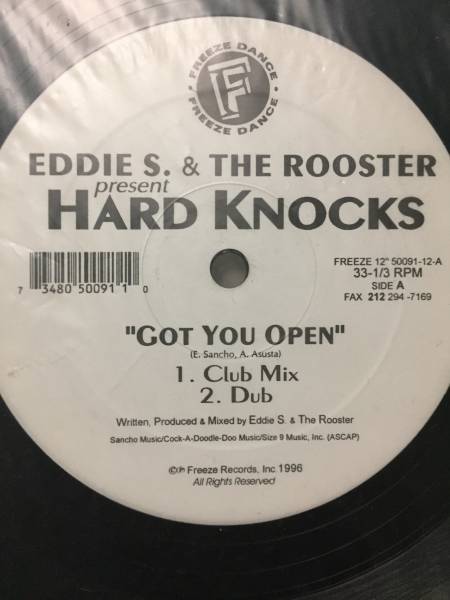 FREEZE DANCE
F
FREEZE DANCE
EDDIE S. & THE ROOSTER
present
HARD KNOCKS
FREEZE 12" 50091-12-A
33-1/3 RPM
SIDE A
FAX 212 294 -7169
7 3480 50091 1 0
"GOT YOU OPEN"
(E. Sancho, A. Asusta)
1. Club Mix
2. Dub
Written, Produced & Mixed by Eddie S. & The Rooster
Sancho Music/Cock-A-Doodle-Doo Music/Size 9 Music, Inc. (ASCAP)
©℗ Freeze Records, Inc. 1996
All Rights Reserved